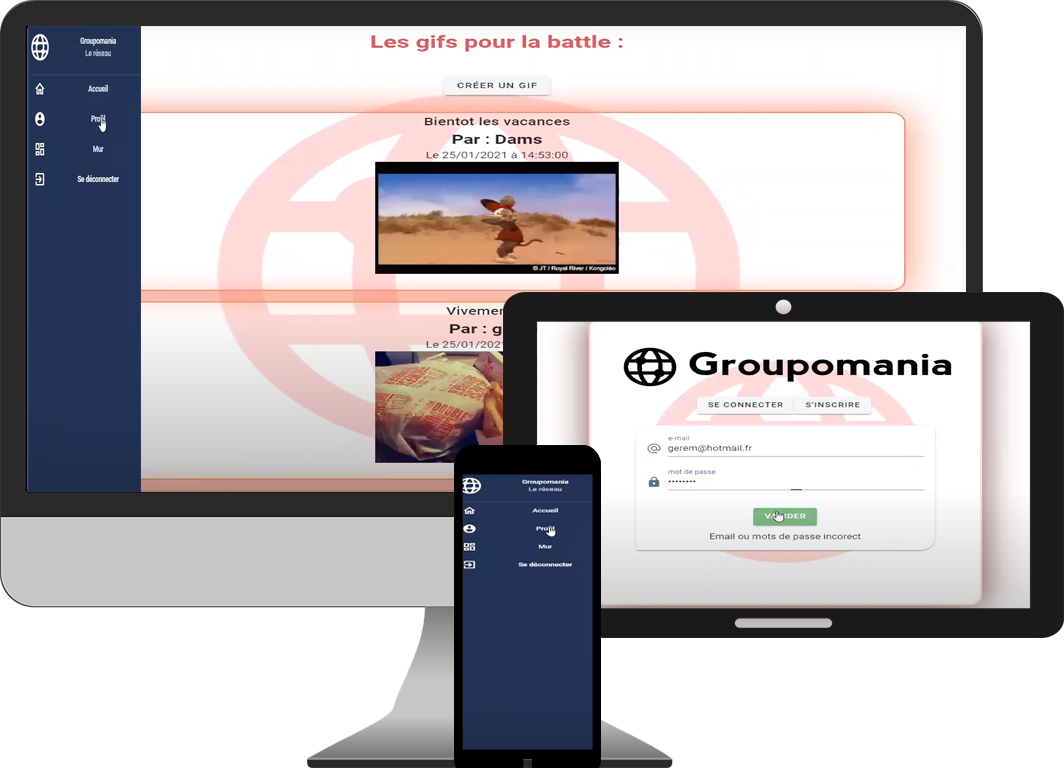 Groupomania
Le réseau
Accueil
Profil
Mur
Se déconnecter
Les gifs pour la battle :
CRÉER UN GIF
Bientot les vacances
Par : Dams
Le 25/01/2021 à 14:53:00
© JT / Royal River / Kongoléo
Vivemen
Par : g
Le 25/01/202
DOUBLE
Groupomania
SE CONNECTER
S'INSCRIRE
e-mail
gerem@hotmail.fr
mot de passe
••••••••
VALIDER
Email ou mots de passe incorect
Groupomania
Le réseau
Accueil
Profil
Mur
Se déconnecter